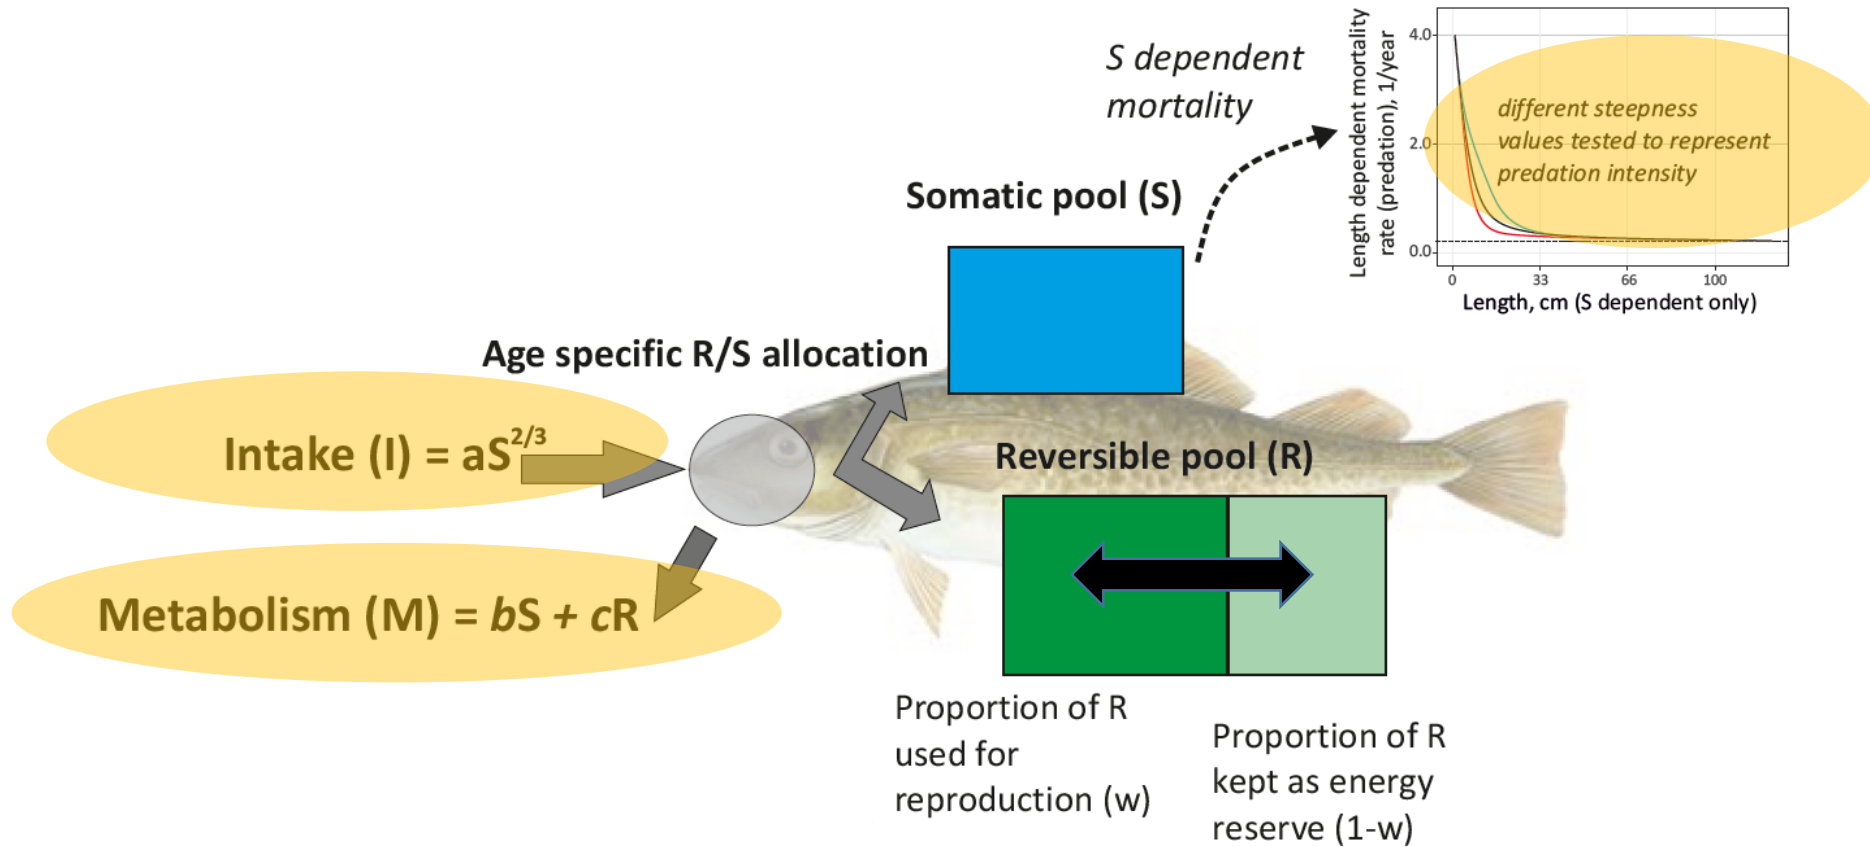 S dependent
mortality
Length dependent mortality
rate (predation), 1/year
4.0
2.0
0.0
different steepness
values tested to represent
predation intensity
0 33 66 100
Length, cm (S dependent only)
Somatic pool (S)
Age specific R/S allocation
Intake (I) = aS^2/3
Reversible pool (R)
Metabolism (M) = bS + cR
Proportion of R
used for
reproduction (w)
Proportion of R
kept as energy
reserve (1-w)